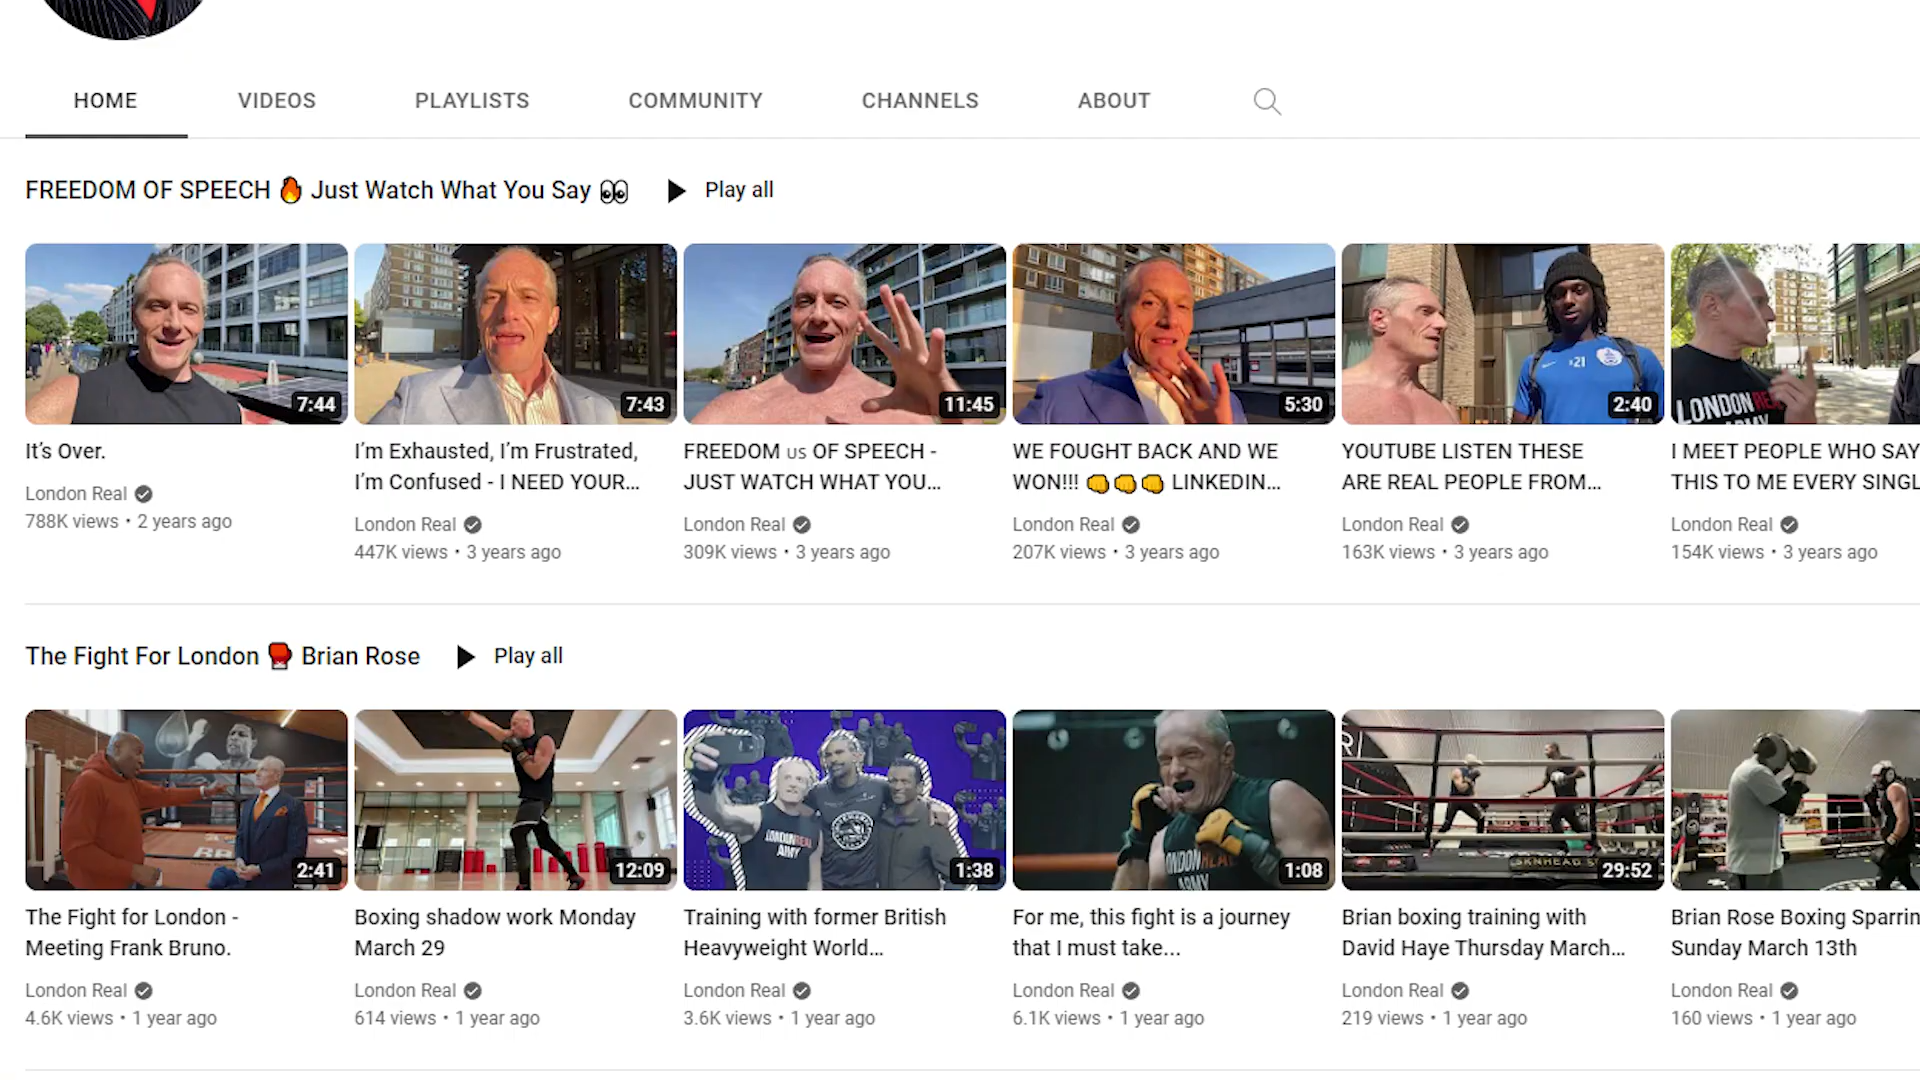 HOME VIDEOS PLAYLISTS COMMUNITY CHANNELS ABOUT
FREEDOM OF SPEECH 🔥 Just Watch What You Say 👀 Play all
7:44 7:43 11:45 5:30 2:40
#21
LONDON REAL
ARMY
It's Over.
London Real
788K views • 2 years ago
I'm Exhausted, I'm Frustrated,
I'm Confused - I NEED YOUR...
London Real
447K views • 3 years ago
FREEDOM us OF SPEECH -
JUST WATCH WHAT YOU...
London Real
309K views • 3 years ago
WE FOUGHT BACK AND WE
WON!!! 👊👊👊 LINKEDIN...
London Real
207K views • 3 years ago
YOUTUBE LISTEN THESE
ARE REAL PEOPLE FROM...
London Real
163K views • 3 years ago
I MEET PEOPLE WHO SAY
THIS TO ME EVERY SINGL
London Real
154K views • 3 years ago
The Fight For London 🥊 Brian Rose Play all
2:41 12:09 1:38 1:08 29:52
LONDON REAL
ARMY
ONDON REAL
ARMY
The Fight for London -
Meeting Frank Bruno.
London Real
4.6K views • 1 year ago
Boxing shadow work Monday
March 29
London Real
614 views • 1 year ago
Training with former British
Heavyweight World...
London Real
3.6K views • 1 year ago
For me, this fight is a journey
that I must take...
London Real
6.1K views • 1 year ago
Brian boxing training with
David Haye Thursday March...
London Real
219 views • 1 year ago
Brian Rose Boxing Sparrin
Sunday March 13th
London Real
160 views • 1 year ago